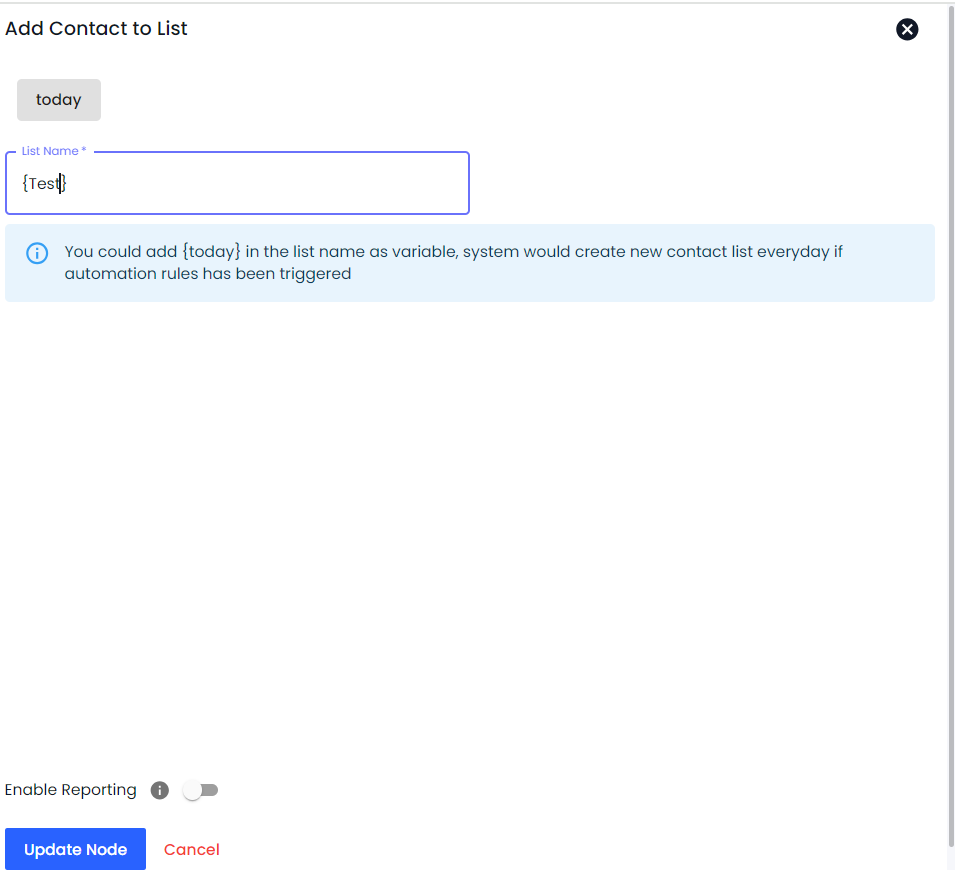 Add Contact to List
today
List Name *
{Test}
You could add {today} in the list name as variable, system would create new contact list everyday if
automation rules has been triggered
Enable Reporting
Update Node
Cancel